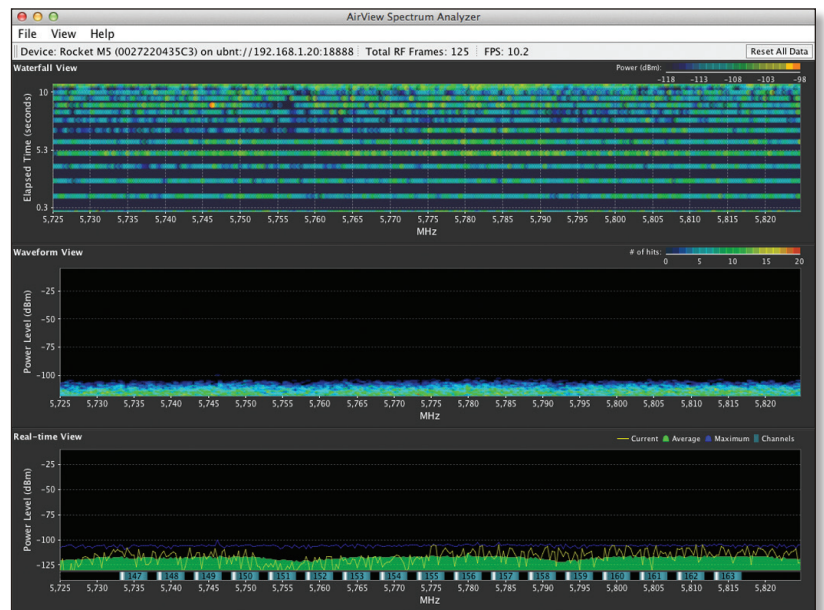 AirView Spectrum Analyzer
File View Help
Device: Rocket M5 (0027220435C3) on ubnt://192.168.1.20:18888 Total RF Frames: 125 FPS: 10.2 Reset All Data
Waterfall View
Power (dBm):
-118 -113 -108 -103 -98
Elapsed Time (seconds)
10
5.3
0.3
5,725 5,730 5,735 5,740 5,745 5,750 5,755 5,760 5,765 5,770 5,775 5,780 5,785 5,790 5,795 5,800 5,805 5,810 5,815 5,820
MHz
Waveform View
# of hits:
0 5 10 15 20
Power Level (dBm)
-25
-50
-75
-100
5,725 5,730 5,735 5,740 5,745 5,750 5,755 5,760 5,765 5,770 5,775 5,780 5,785 5,790 5,795 5,800 5,805 5,810 5,815 5,820
MHz
Real-time View
Current Average Maximum Channels
Power Level (dBm)
-25
-50
-75
-100
-125
147 148 149 150 151 152 153 154 155 156 157 158 159 160 161 162 163
5,725 5,730 5,735 5,740 5,745 5,750 5,755 5,760 5,765 5,770 5,775 5,780 5,785 5,790 5,795 5,800 5,805 5,810 5,815 5,820
MHz